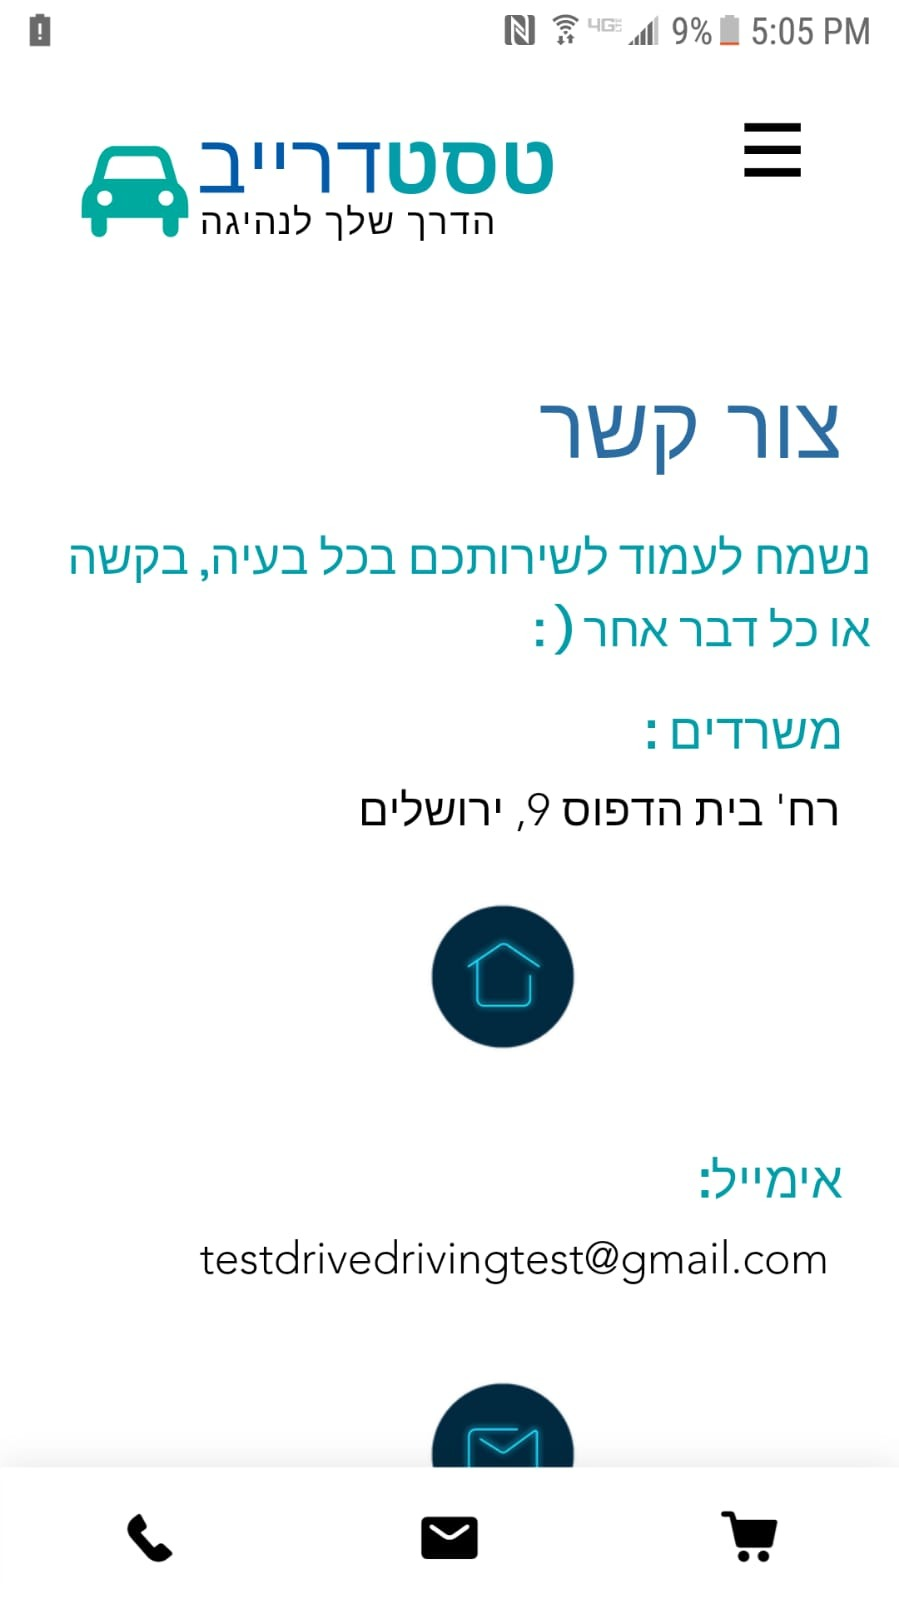 4G 9% 5:05 PM
טסטדרייב
הדרך שלך לנהיגה
צור קשר
נשמח לעמוד לשירותכם בכל בעיה, בקשה
או כל דבר אחר (:
משרדים :
רח' בית הדפוס 9, ירושלים
אימייל:
testdrivedrivingtest@gmail.com